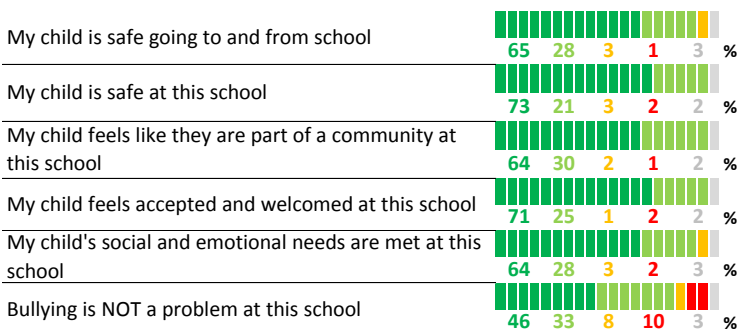 My child is safe going to and from school
65 28 3 1 3 %
My child is safe at this school
73 21 3 2 2 %
My child feels like they are part of a community at
this school
64 30 2 1 2 %
My child feels accepted and welcomed at this school
71 25 1 2 2 %
My child's social and emotional needs are met at this
school
64 28 3 2 3 %
Bullying is NOT a problem at this school
46 33 8 10 3 %